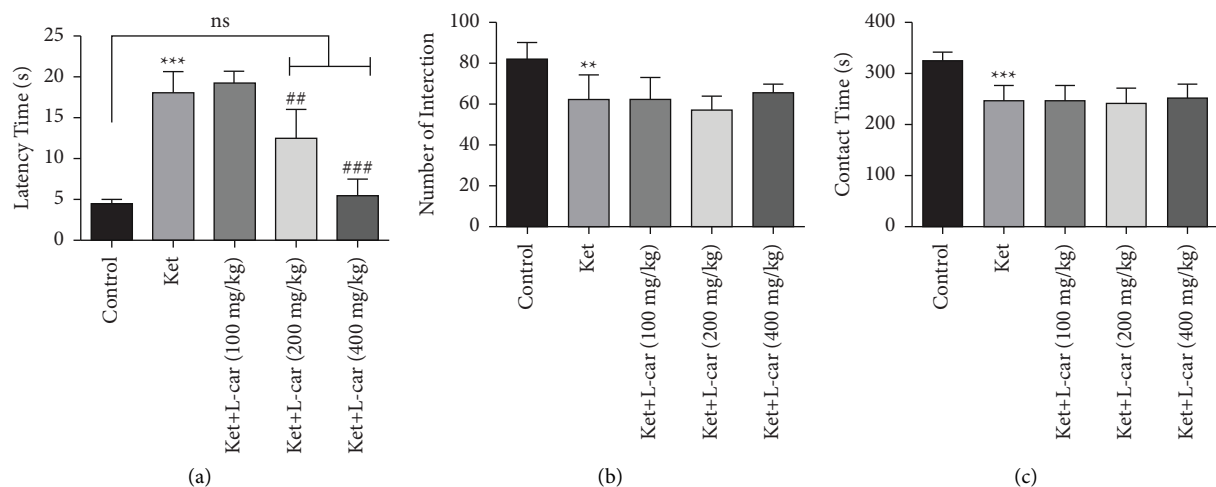 ns
Latency Time (s)
25
20
15
10
5
0
***
##
###
Control
Ket
Ket+L-car (100 mg/kg)
Ket+L-car (200 mg/kg)
Ket+L-car (400 mg/kg)
(a)
Number of Interction
100
80
60
40
20
0
**
Control
Ket
Ket+L-car (100 mg/kg)
Ket+L-car (200 mg/kg)
Ket+L-car (400 mg/kg)
(b)
Contact Time (s)
400
300
200
100
0
***
Control
Ket
Ket+L-car (100 mg/kg)
Ket+L-car (200 mg/kg)
Ket+L-car (400 mg/kg)
(c)